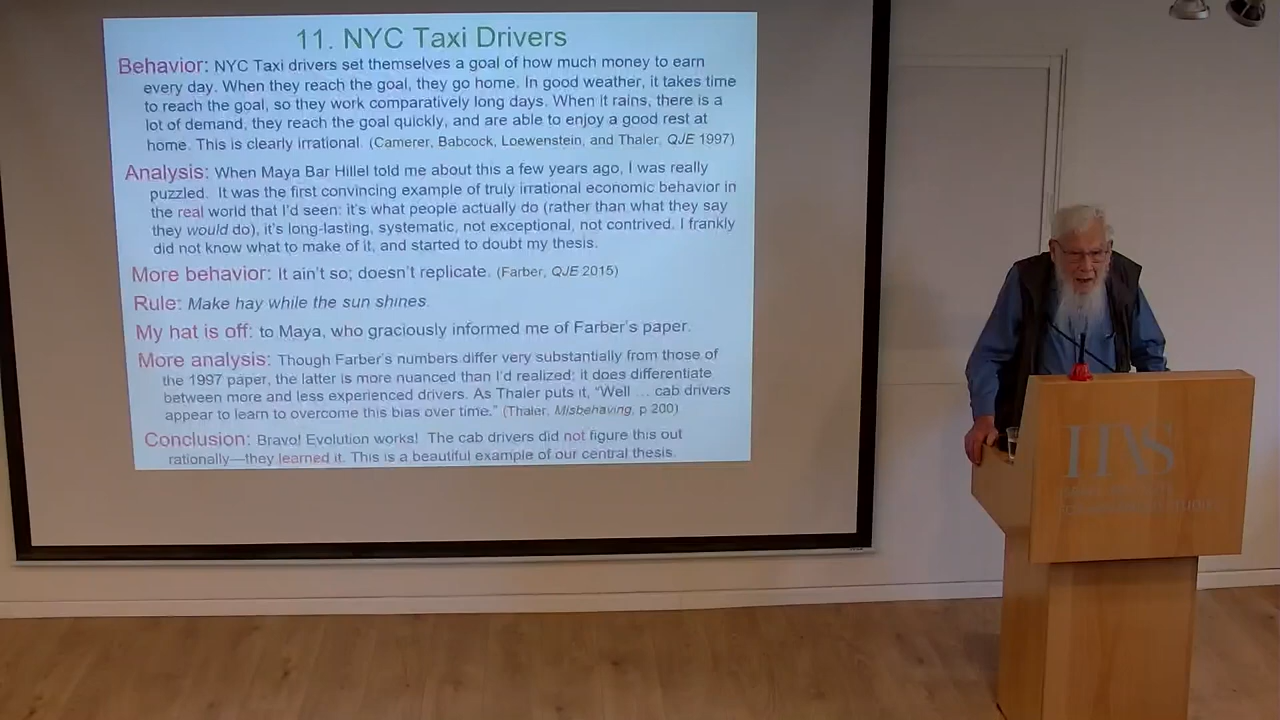 11. NYC Taxi Drivers
Behavior: NYC Taxi drivers set themselves a goal of how much money to earn
every day. When they reach the goal, they go home. In good weather, it takes time
to reach the goal, so they work comparatively long days. When it rains, there is a
lot of demand, they reach the goal quickly, and are able to enjoy a good rest at
home. This is clearly irrational. (Camerer, Babcock, Loewenstein, and Thaler, QJE 1997)
Analysis: When Maya Bar Hillel told me about this a few years ago, I was really
puzzled. It was the first convincing example of truly irrational economic behavior in
the real world that I'd seen: it's what people actually do (rather than what they say
they would do), it's long-lasting, systematic, not exceptional, not contrived. I frankly
did not know what to make of it, and started to doubt my thesis.
More behavior: It ain't so; doesn't replicate. (Farber, QJE 2015)
Rule: Make hay while the sun shines.
My hat is off: to Maya, who graciously informed me of Farber's paper.
More analysis: Though Farber's numbers differ very substantially from those of
the 1997 paper, the latter is more nuanced than I'd realized; it does differentiate
between more and less experienced drivers. As Thaler puts it, "Well ... cab drivers
appear to learn to overcome this bias over time." (Thaler, Misbehaving, p 200)
Conclusion: Bravo! Evolution works! The cab drivers did not figure this out
rationally—they learned it. This is a beautiful example of our central thesis.
IIAS